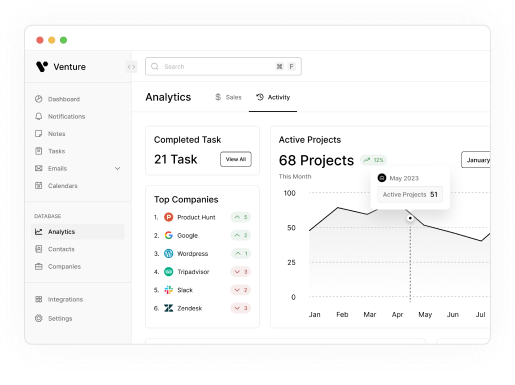 Venture
Search ⌘ F
Dashboard
Notifications
Notes
Tasks
Emails
Calendars
DATABASE
Analytics
Contacts
Companies
Integrations
Settings
Analytics Sales Activity
Completed Task
21 Task View All
Top Companies
1. Product Hunt 5
2. Google 2
3. Wordpress 1
4. Tripadvisor 3
5. Slack 2
6. Zendesk 3
Active Projects
68 Projects 12% January
This Month
May 2023
Active Projects 51
100
50
25
0
Jan Feb Mar Apr May Jun Jul